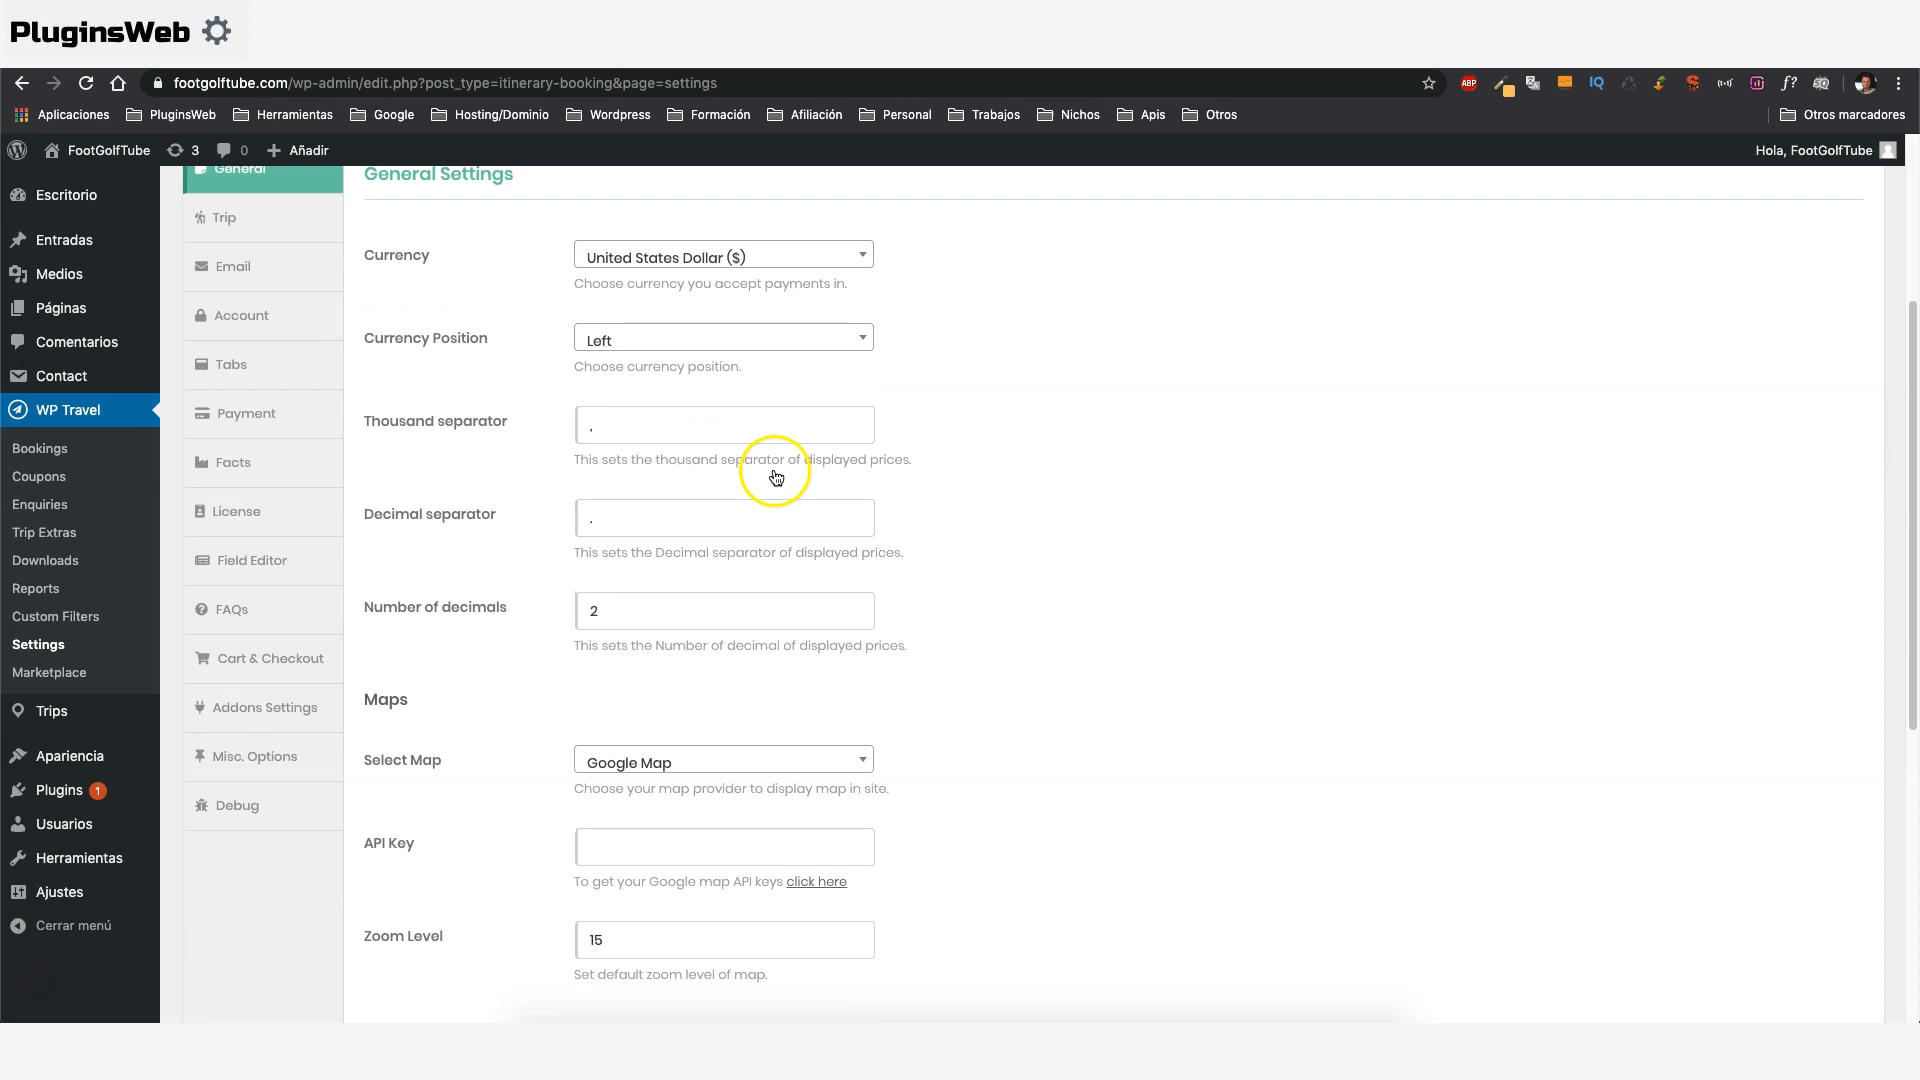 PluginsWeb
footgolftube.com/wp-admin/edit.php?post_type=itinerary-booking&page=settings
ABP
IQ
f?
Aplicaciones
PluginsWeb
Herramientas
Google
Hosting/Dominio
Wordpress
Formación
Afiliación
Personal
Trabajos
Nichos
Apis
Otros
Otros marcadores
FootGolfTube
3
0
Añadir
Hola, FootGolfTube
Escritorio
Entradas
Medios
Páginas
Comentarios
Contact
WP Travel
Bookings
Coupons
Enquiries
Trip Extras
Downloads
Reports
Custom Filters
Settings
Marketplace
Trips
Apariencia
Plugins 1
Usuarios
Herramientas
Ajustes
Cerrar menú
General
Trip
Email
Account
Tabs
Payment
Facts
License
Field Editor
FAQs
Cart & Checkout
Addons Settings
Misc. Options
Debug
General Settings
Currency
United States Dollar ($)
Choose currency you accept payments in.
Currency Position
Left
Choose currency position.
Thousand separator
,
This sets the thousand separator of displayed prices.
Decimal separator
.
This sets the Decimal separator of displayed prices.
Number of decimals
2
This sets the Number of decimal of displayed prices.
Maps
Select Map
Google Map
Choose your map provider to display map in site.
API Key
To get your Google map API keys click here
Zoom Level
15
Set default zoom level of map.